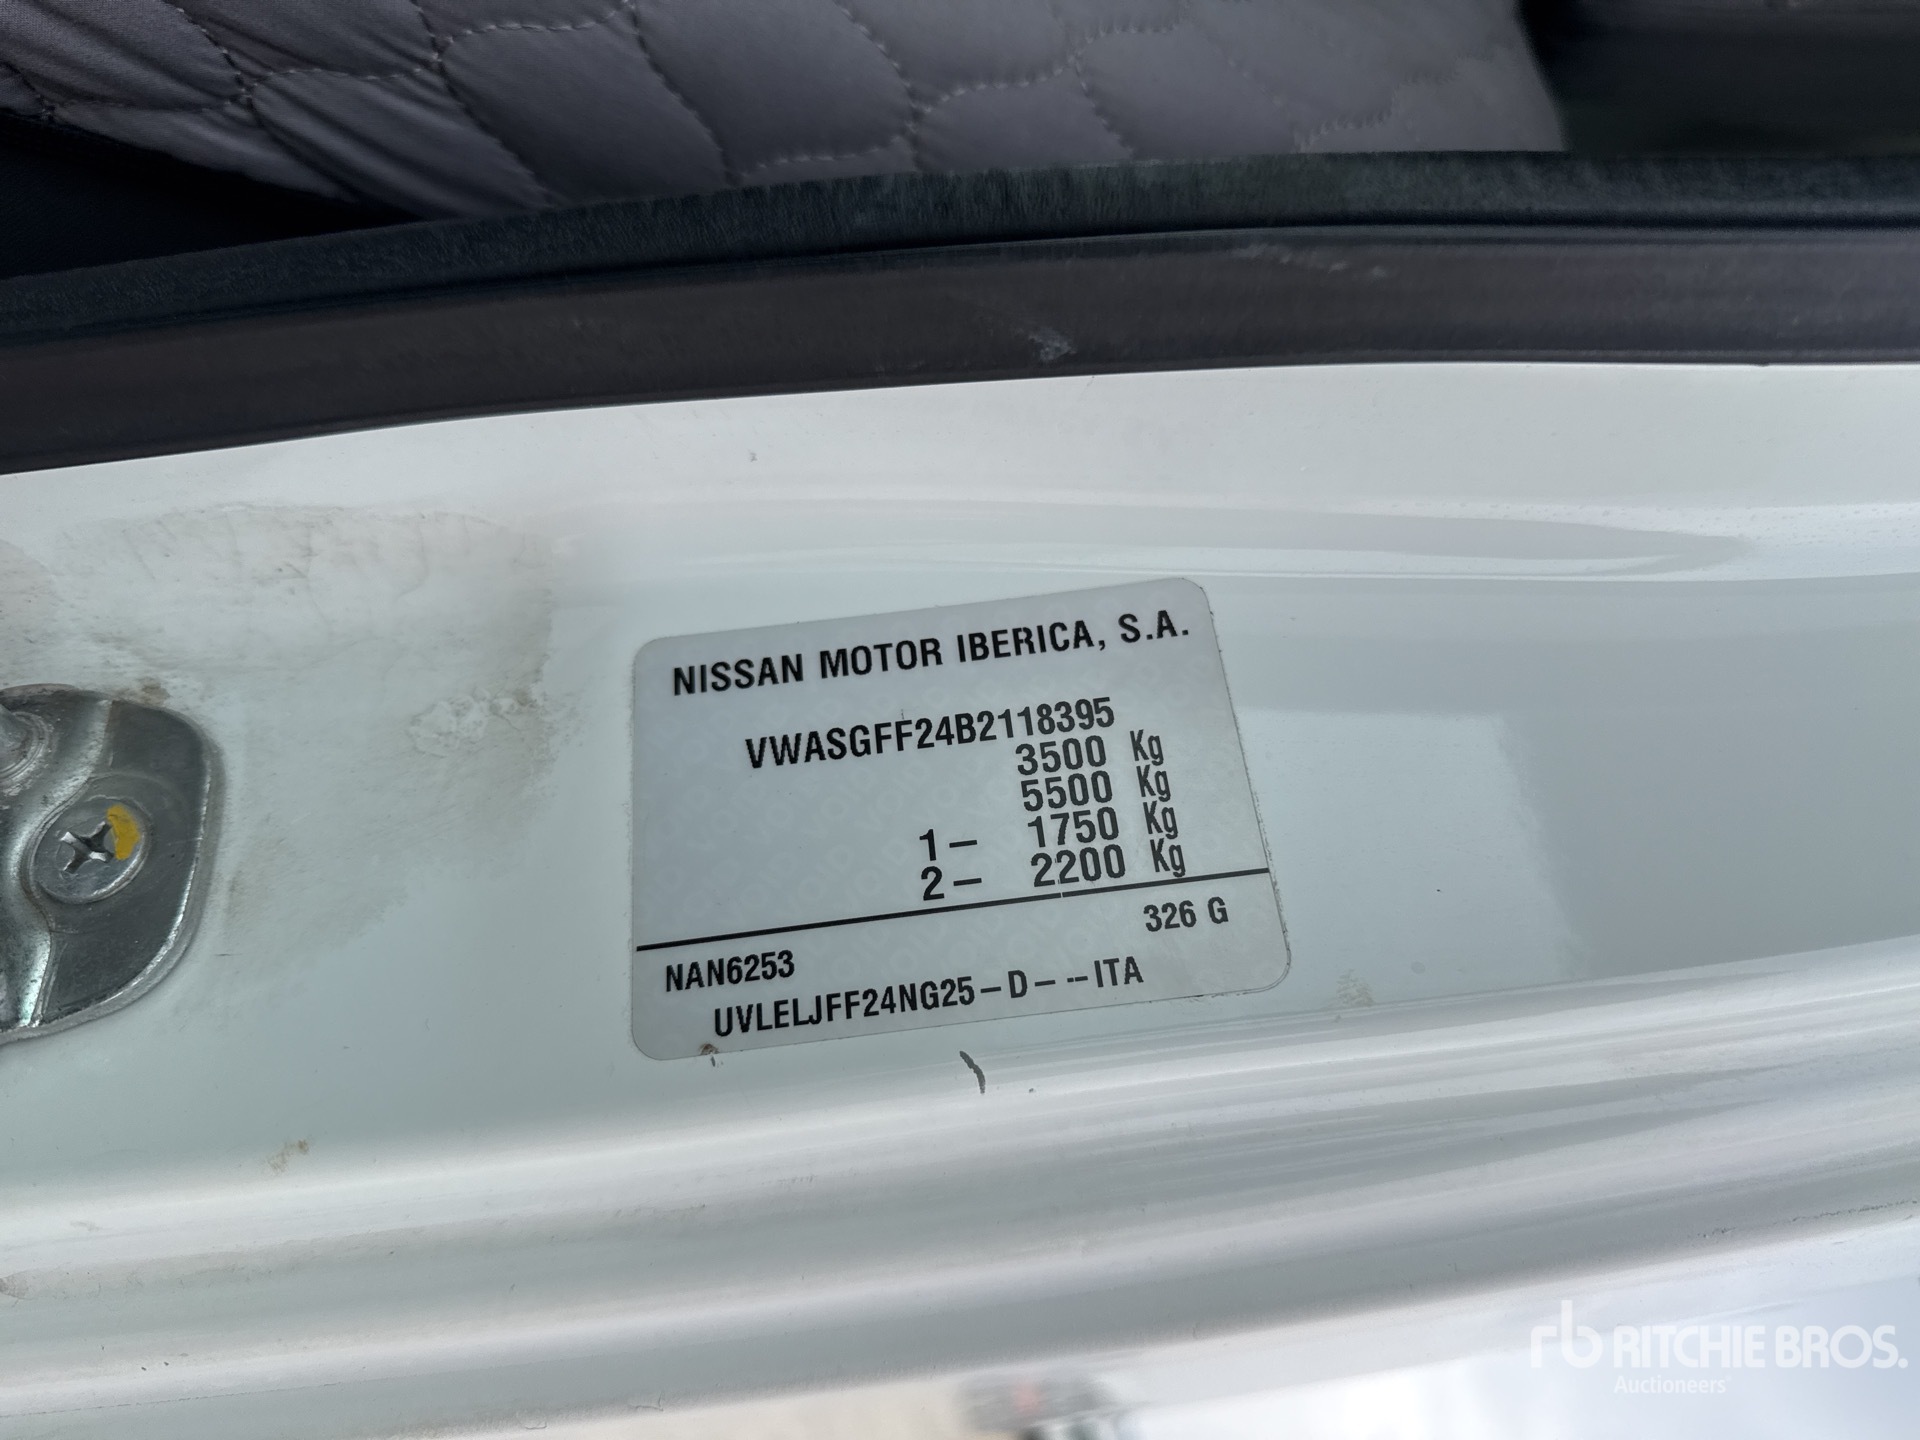 NISSAN MOTOR IBERICA, S.A.
VWASGFF24B2118395
3500 Kg
5500 Kg
1- 1750 Kg
2- 2200 Kg
326 G
NAN6253
UVLELJFF24NG25-D---ITA
rb RITCHIE BROS.
Auctioneers